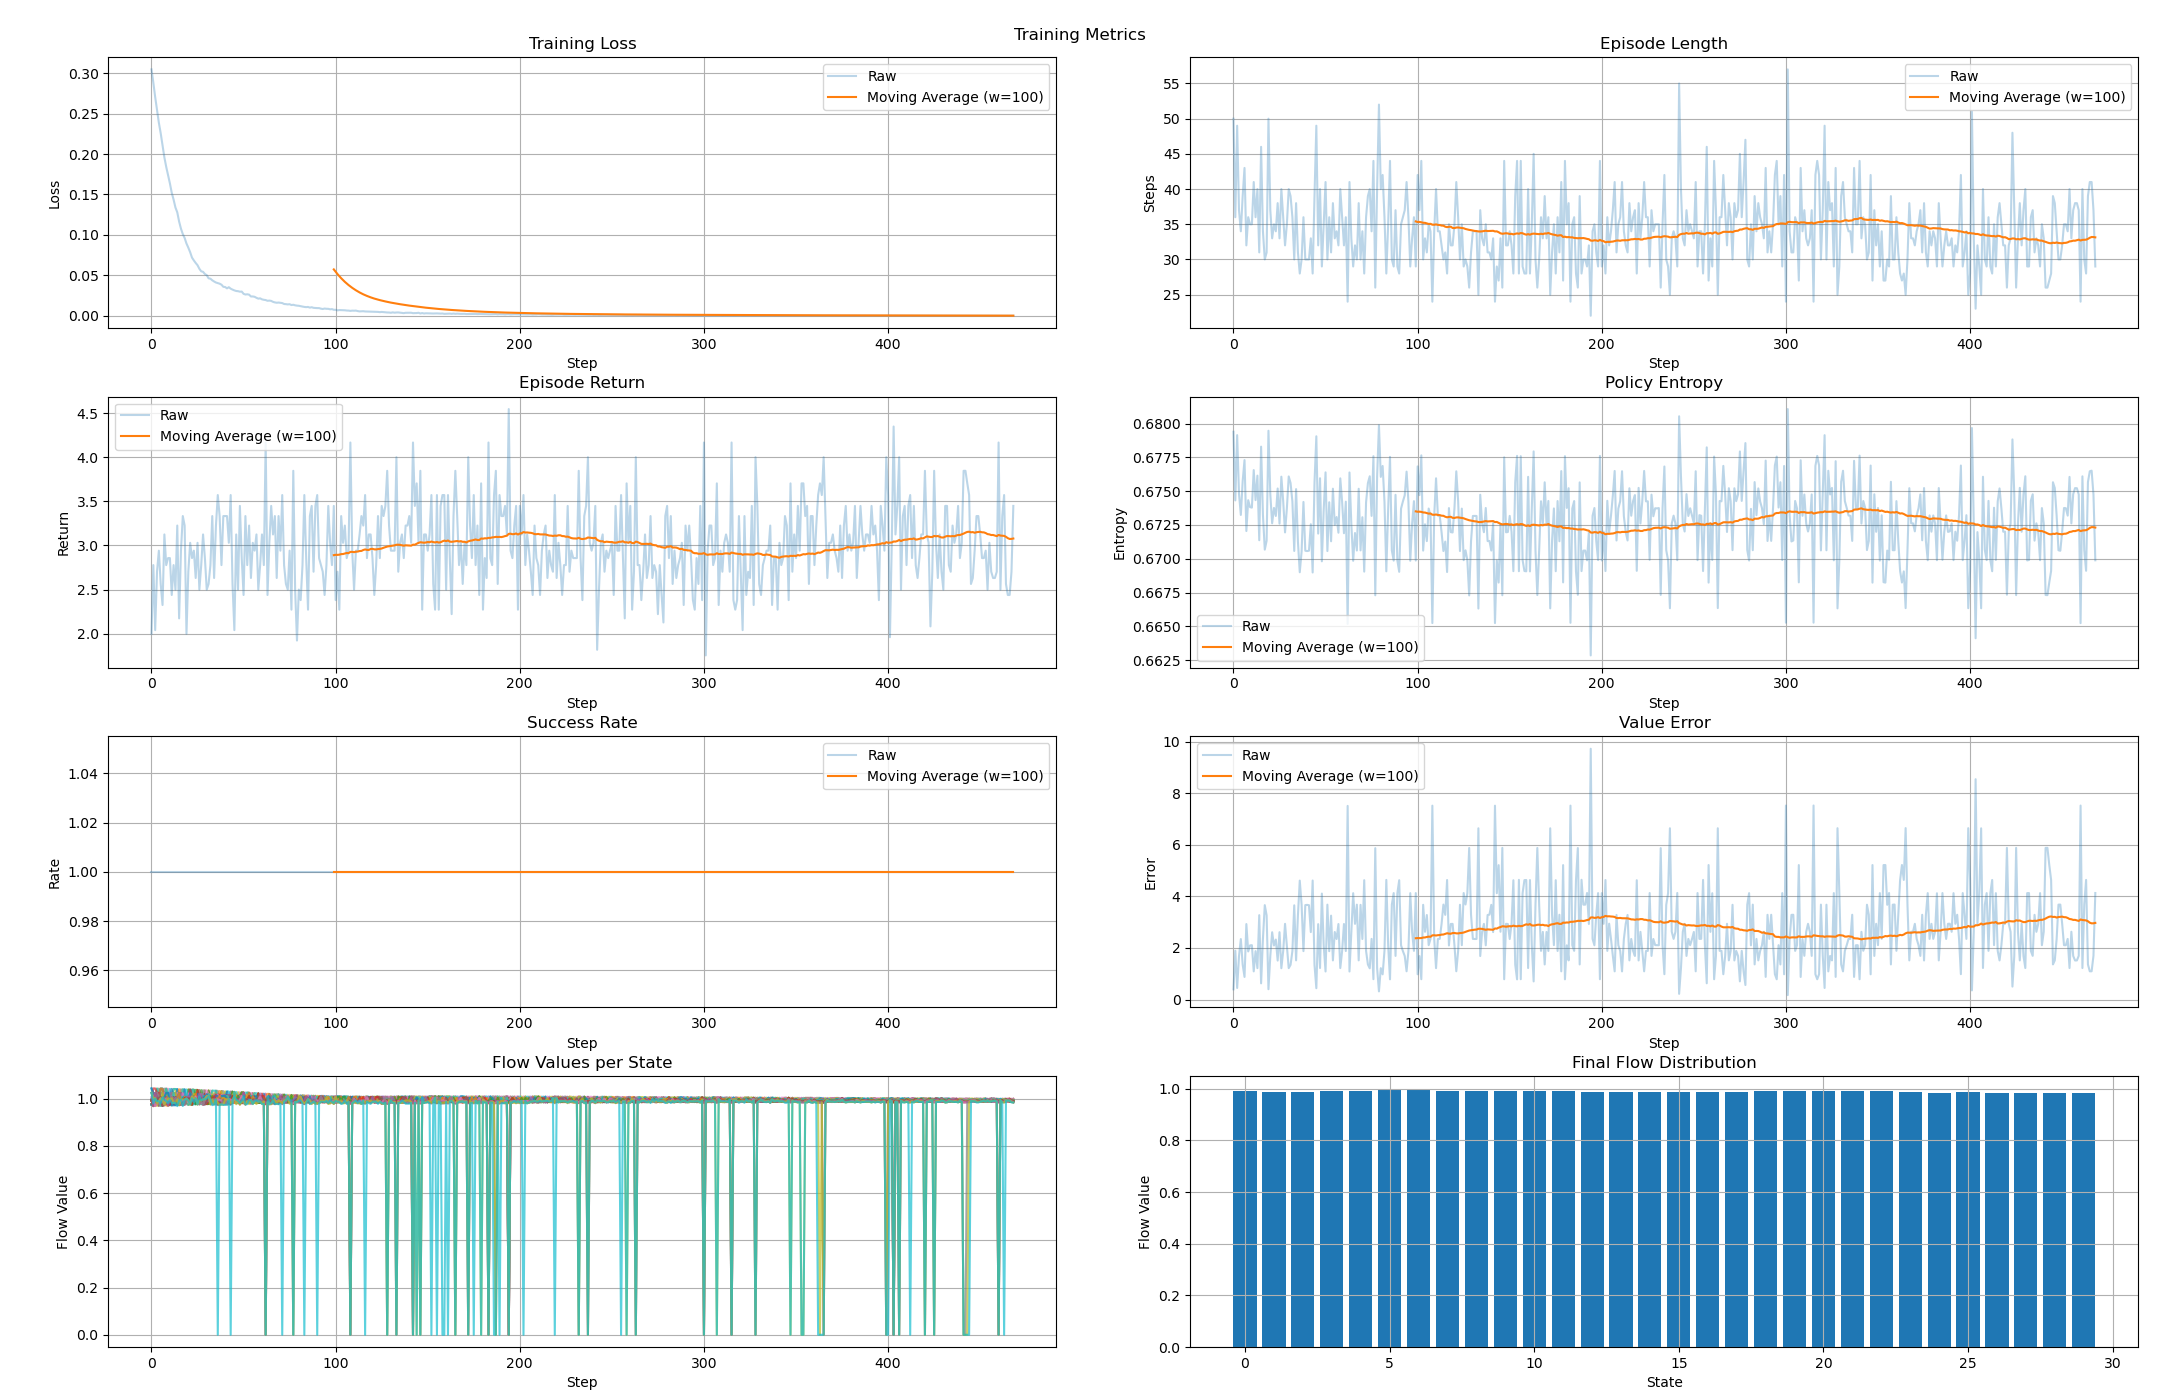 Training Metrics
Training Loss
Raw
Moving Average (w=100)
Loss
0.30
0.25
0.20
0.15
0.10
0.05
0.00
0 100 200 300 400
Step
Episode Length
Raw
Moving Average (w=100)
Steps
55
50
45
40
35
30
25
0 100 200 300 400
Step
Episode Return
Raw
Moving Average (w=100)
Return
4.5
4.0
3.5
3.0
2.5
2.0
0 100 200 300 400
Step
Policy Entropy
Raw
Moving Average (w=100)
Entropy
0.6800
0.6775
0.6750
0.6725
0.6700
0.6675
0.6650
0.6625
0 100 200 300 400
Step
Success Rate
Raw
Moving Average (w=100)
Rate
1.04
1.02
1.00
0.98
0.96
0 100 200 300 400
Step
Value Error
Raw
Moving Average (w=100)
Error
10
8
6
4
2
0
0 100 200 300 400
Step
Flow Values per State
Flow Value
1.0
0.8
0.6
0.4
0.2
0.0
0 100 200 300 400
Step
Final Flow Distribution
Flow Value
1.0
0.8
0.6
0.4
0.2
0.0
0 5 10 15 20 25 30
State